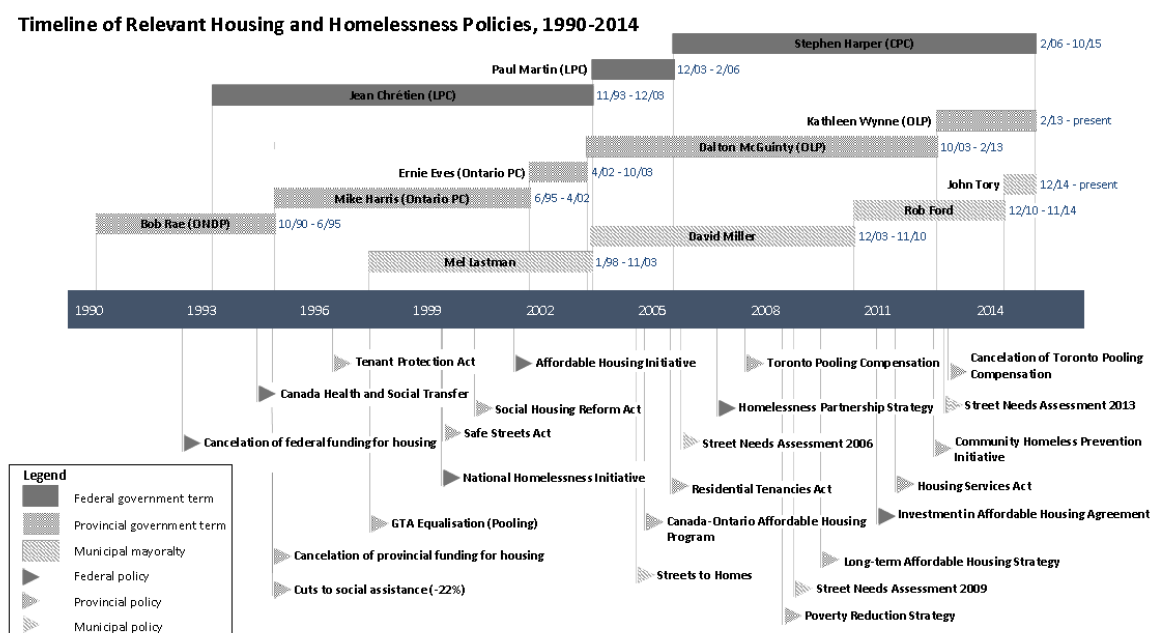 Timeline of Relevant Housing and Homelessness Policies, 1990-2014
Stephen Harper (CPC)
2/06 - 10/15
Paul Martin (LPC)
12/03 - 2/06
Jean Chrétien (LPC)
11/93 - 12/03
Kathleen Wynne (OLP)
2/13 - present
Dalton McGuinty (OLP)
10/03 - 2/13
Ernie Eves (Ontario PC)
4/02 - 10/03
John Tory
12/14 - present
Mike Harris (Ontario PC)
6/95 - 4/02
Rob Ford
12/10 - 11/14
Bob Rae (ONDP)
10/90 - 6/95
David Miller
12/03 - 11/10
Mel Lastman
1/98 - 11/03
1990 1993 1996 1999 2002 2005 2008 2011 2014
Tenant Protection Act
Affordable Housing Initiative
Toronto Pooling Compensation
Cancelation of Toronto Pooling
Compensation
Canada Health and Social Transfer
Social Housing Reform Act
Homelessness Partnership Strategy
Street Needs Assessment 2013
Safe Streets Act
Cancelation of federal funding for housing
Street Needs Assessment 2006
Community Homeless Prevention
Initiative
National Homelessness Initiative
Residential Tenancies Act
Housing Services Act
GTA Equalisation (Pooling)
Canada-Ontario Affordable Housing
Program
Investment in Affordable Housing Agreement
Cancelation of provincial funding for housing
Long-term Affordable Housing Strategy
Cuts to social assistance (-22%)
Streets to Homes
Street Needs Assessment 2009
Poverty Reduction Strategy
Legend
Federal government term
Provincial government term
Municipal mayoralty
Federal policy
Provincial policy
Municipal policy